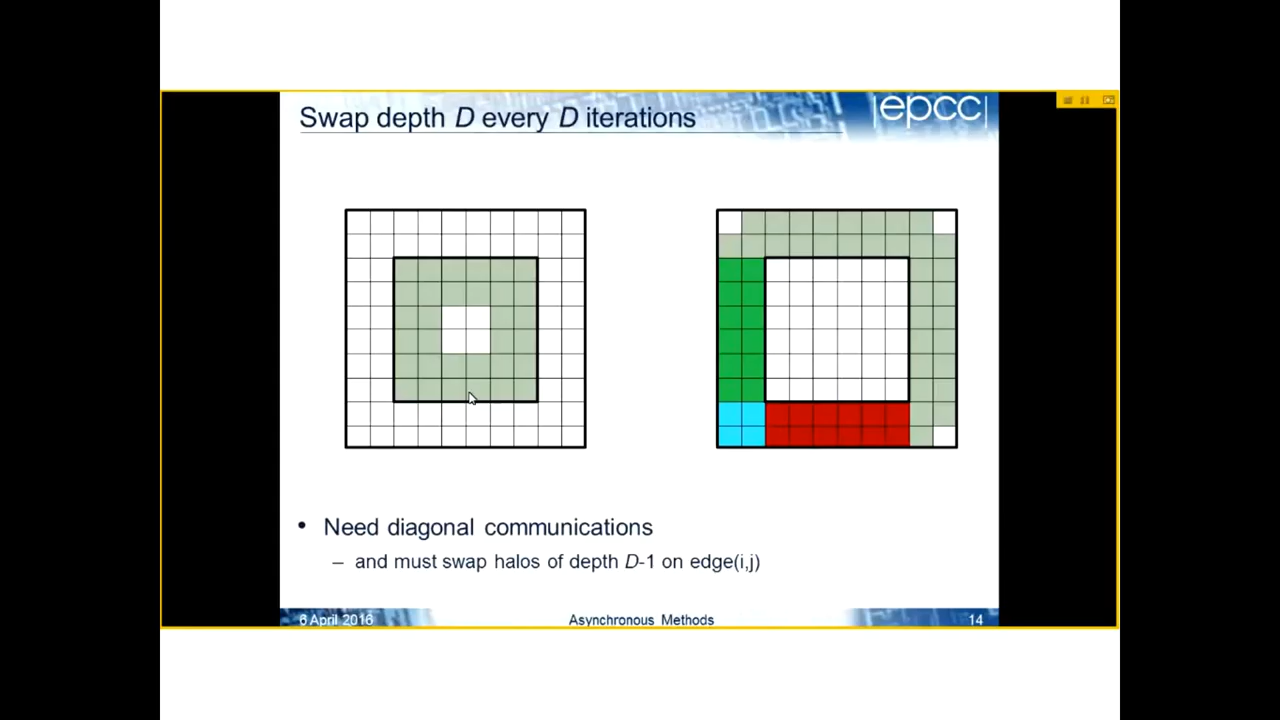 Swap depth D every D iterations
|epcc|
• Need diagonal communications
– and must swap halos of depth D-1 on edge(i,j)
6 April 2016
Asynchronous Methods
14